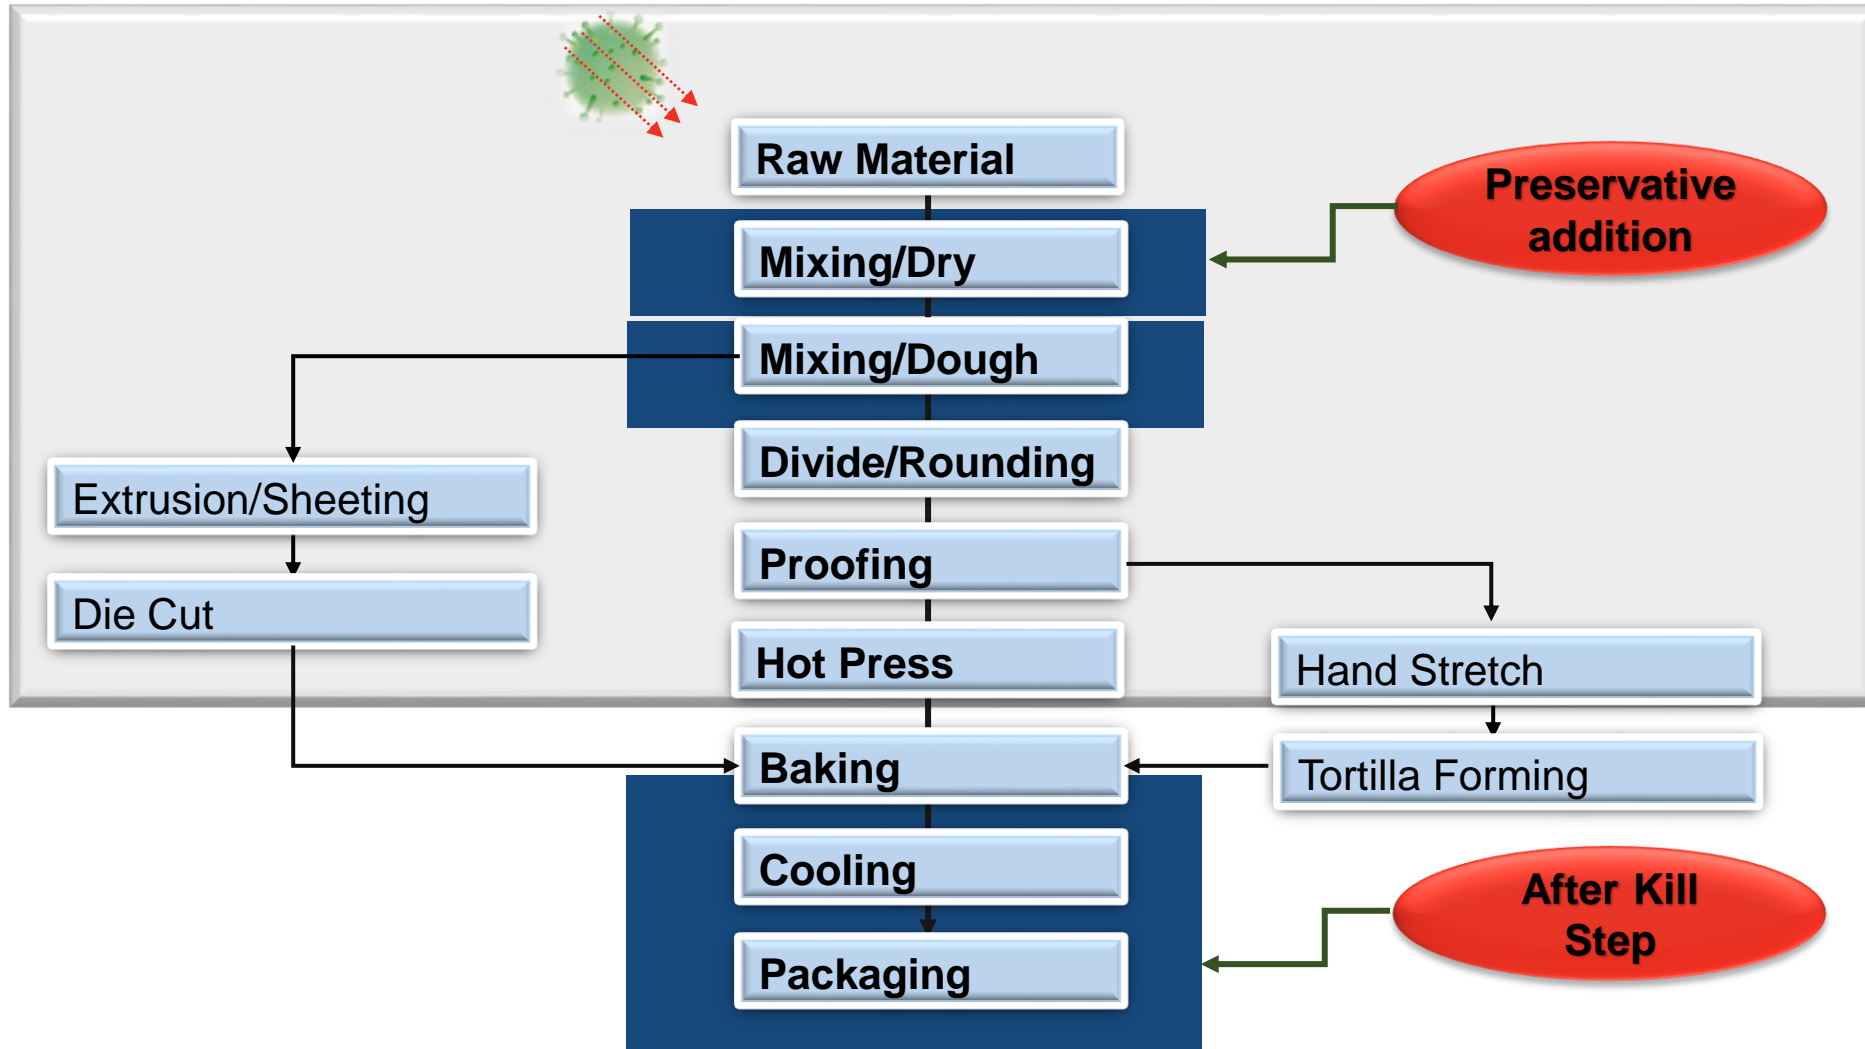 Raw Material
Preservative
addition
Mixing/Dry
Mixing/Dough
Divide/Rounding
Extrusion/Sheeting
Proofing
Die Cut
Hot Press
Hand Stretch
Baking
Tortilla Forming
Cooling
After Kill
Step
Packaging